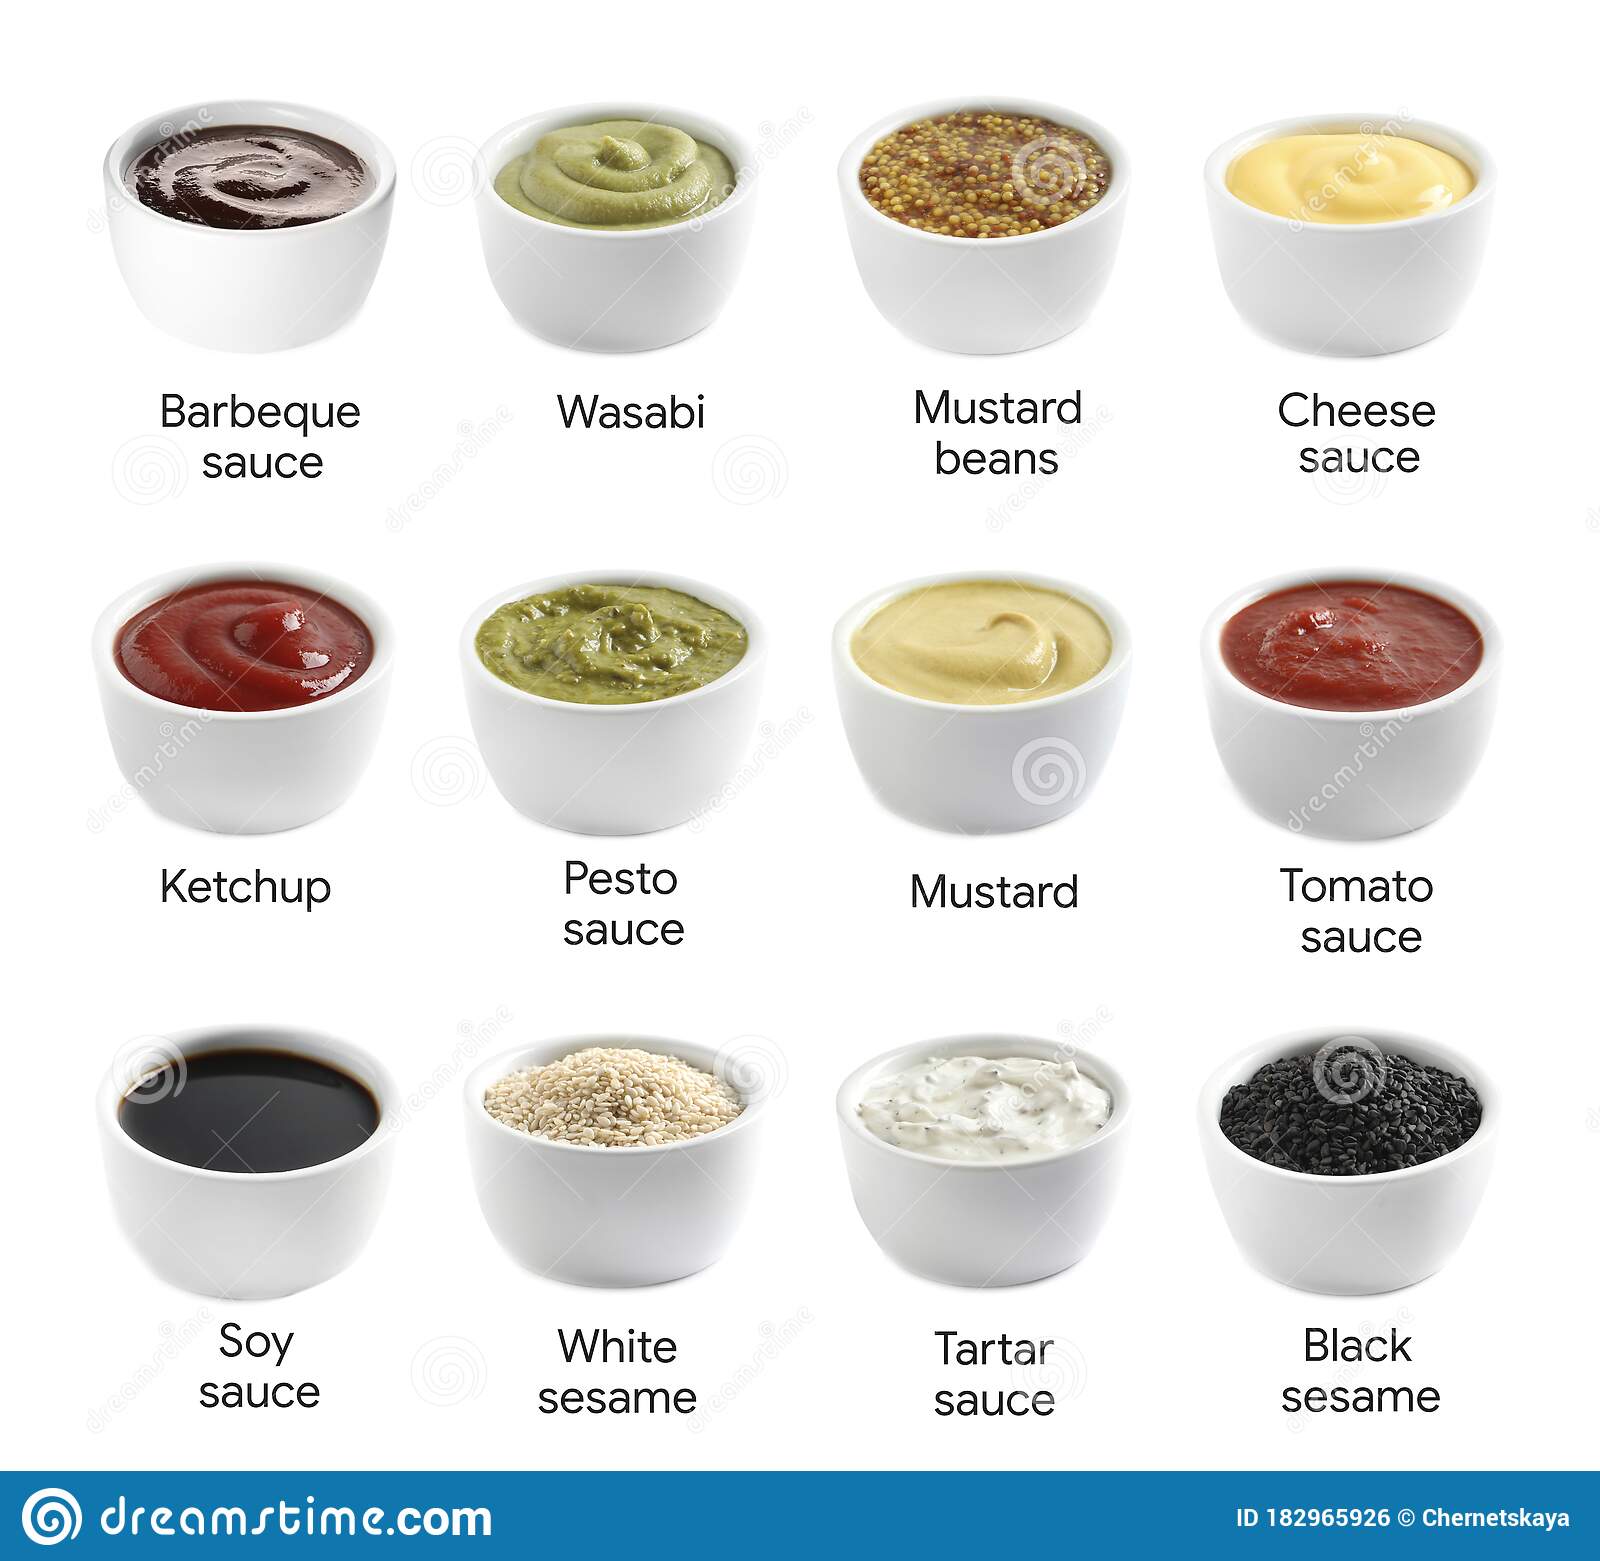 Barbeque
sauce
Wasabi
Mustard
beans
Cheese
sauce
Ketchup
Pesto
sauce
Mustard
Tomato
sauce
Soy
sauce
White
sesame
Tartar
sauce
Black
sesame
dreamstime.com
ID 182965926 © Chernetskaya